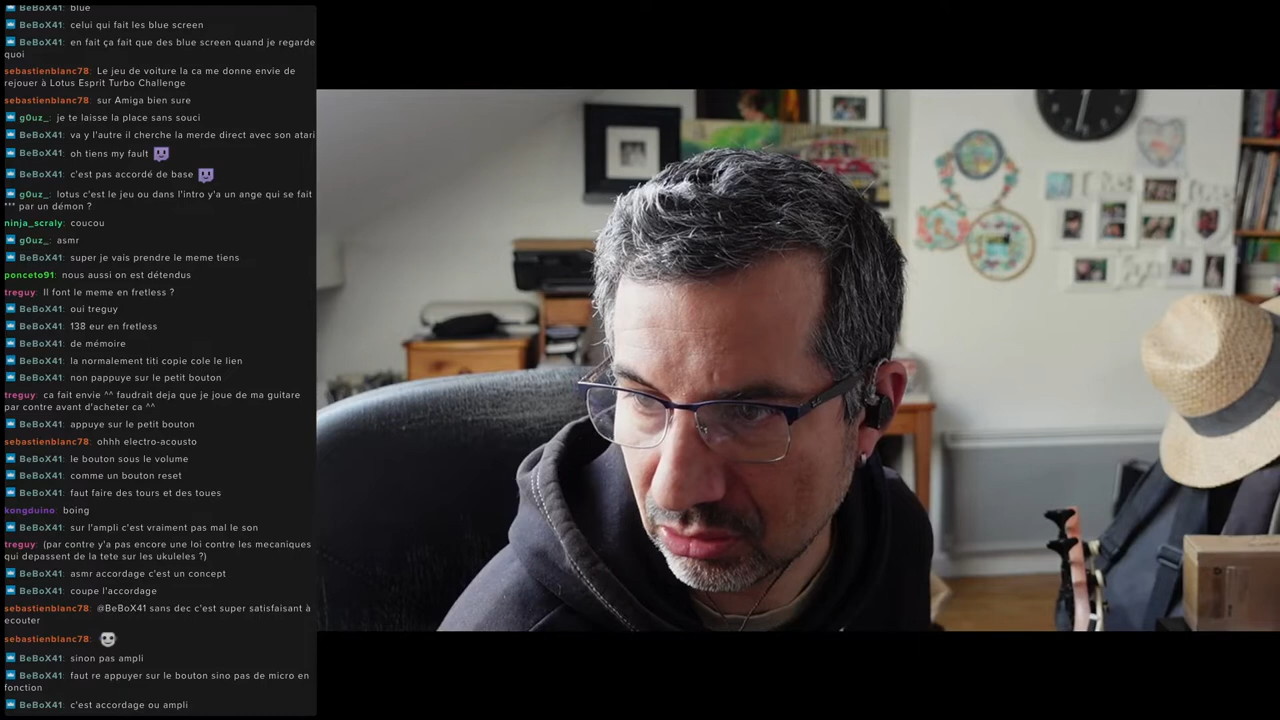 BeBoX41: blue
BeBoX41: celui qui fait les blue screen
BeBoX41: en fait ça fait que des blue screen quand je regarde
quoi
sebastienblanc78: Le jeu de voiture la ca me donne envie de
rejouer à Lotus Esprit Turbo Challenge
sebastienblanc78: sur Amiga bien sure
g0uz_: je te laisse la place sans souci
BeBoX41: va y l'autre il cherche la merde direct avec son atari
BeBoX41: oh tiens my fault
BeBoX41: c'est pas accordé de base
g0uz_: lotus c'est le jeu ou dans l'intro y'a un ange qui se fait
*** par un démon ?
ninja_scraly: coucou
g0uz_: asmr
BeBoX41: super je vais prendre le meme tiens
ponceto91: nous aussi on est détendus
treguy: Il font le meme en fretless ?
BeBoX41: oui treguy
BeBoX41: 138 eur en fretless
BeBoX41: de mémoire
BeBoX41: la normalement titi copie cole le lien
BeBoX41: non pappuye sur le petit bouton
treguy: ca fait envie ^^ faudrait deja que je joue de ma guitare
par contre avant d'acheter ca ^^
BeBoX41: appuye sur le petit bouton
sebastienblanc78: ohhh electro-acousto
BeBoX41: le bouton sous le volume
BeBoX41: comme un bouton reset
BeBoX41: faut faire des tours et des toues
kongduino: boing
BeBoX41: sur l'ampli c'est vraiment pas mal le son
treguy: (par contre y'a pas encore une loi contre les mecaniques
qui depassent de la tete sur les ukuleles ?)
BeBoX41: asmr accordage c'est un concept
BeBoX41: coupe l'accordage
sebastienblanc78: @BeBoX41 sans dec c'est super satisfaisant à
ecouter
sebastienblanc78:
BeBoX41: sinon pas ampli
BeBoX41: faut re appuyer sur le bouton sino pas de micro en
fonction
BeBoX41: c'est accordage ou ampli